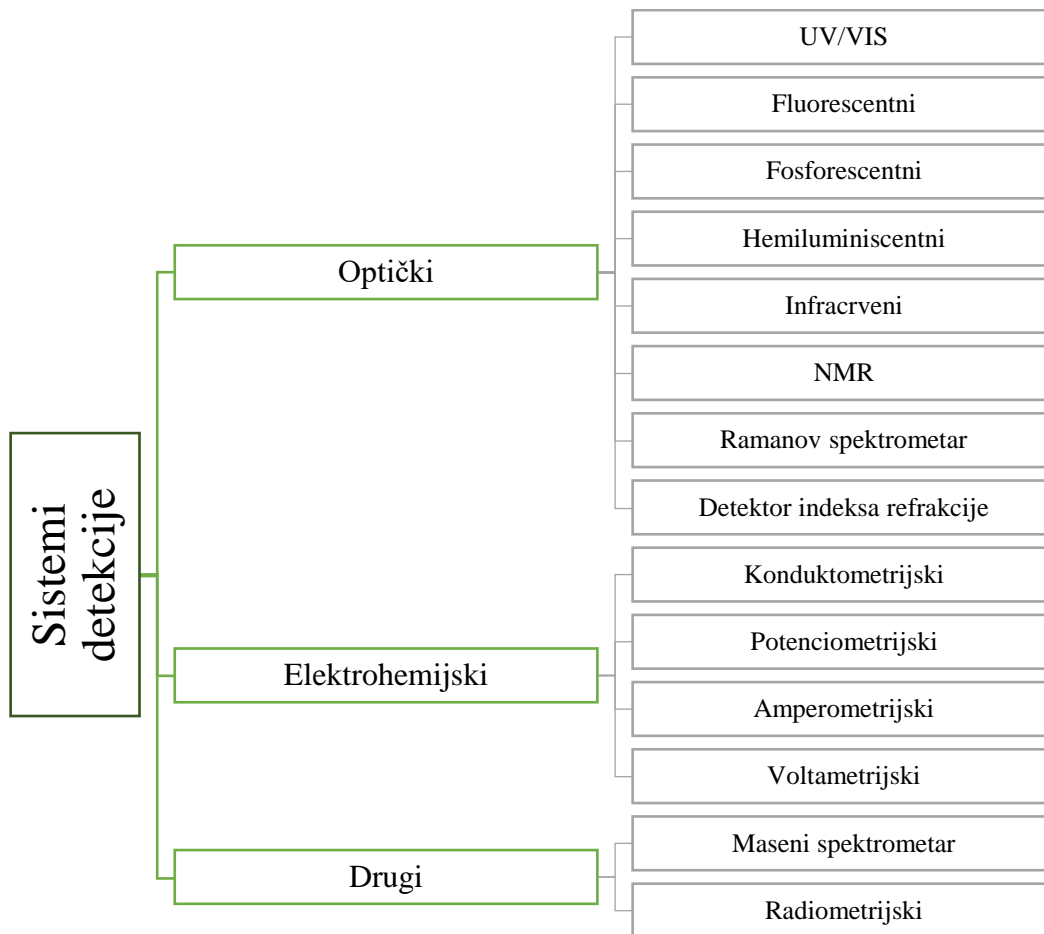 Sistemi
detekcije
Optički
UV/VIS
Fluorescentni
Fosforescentni
Hemiluminiscentni
Infracrveni
NMR
Ramanov spektrometar
Detektor indeksa refrakcije
Elektrohemijski
Konduktometrijski
Potenciometrijski
Amperometrijski
Voltametrijski
Drugi
Maseni spektrometar
Radiometrijski